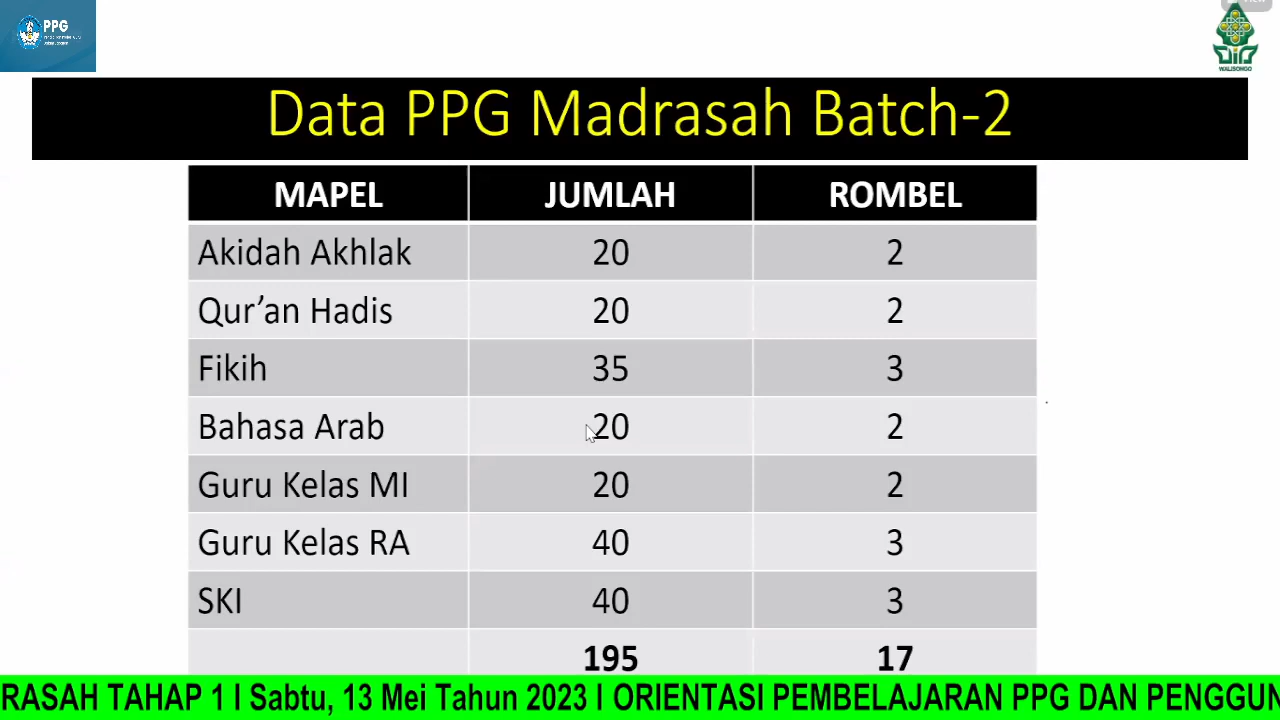 PPG
VIEW
WALISONGO
Data PPG Madrasah Batch-2
MAPEL JUMLAH ROMBEL
Akidah Akhlak 20 2
Qur’an Hadis 20 2
Fikih 35 3
Bahasa Arab 20 2
Guru Kelas MI 20 2
Guru Kelas RA 40 3
SKI 40 3
195 17
RASAH TAHAP 1 I Sabtu, 13 Mei Tahun 2023 I ORIENTASI PEMBELAJARAN PPG DAN PENGGUN